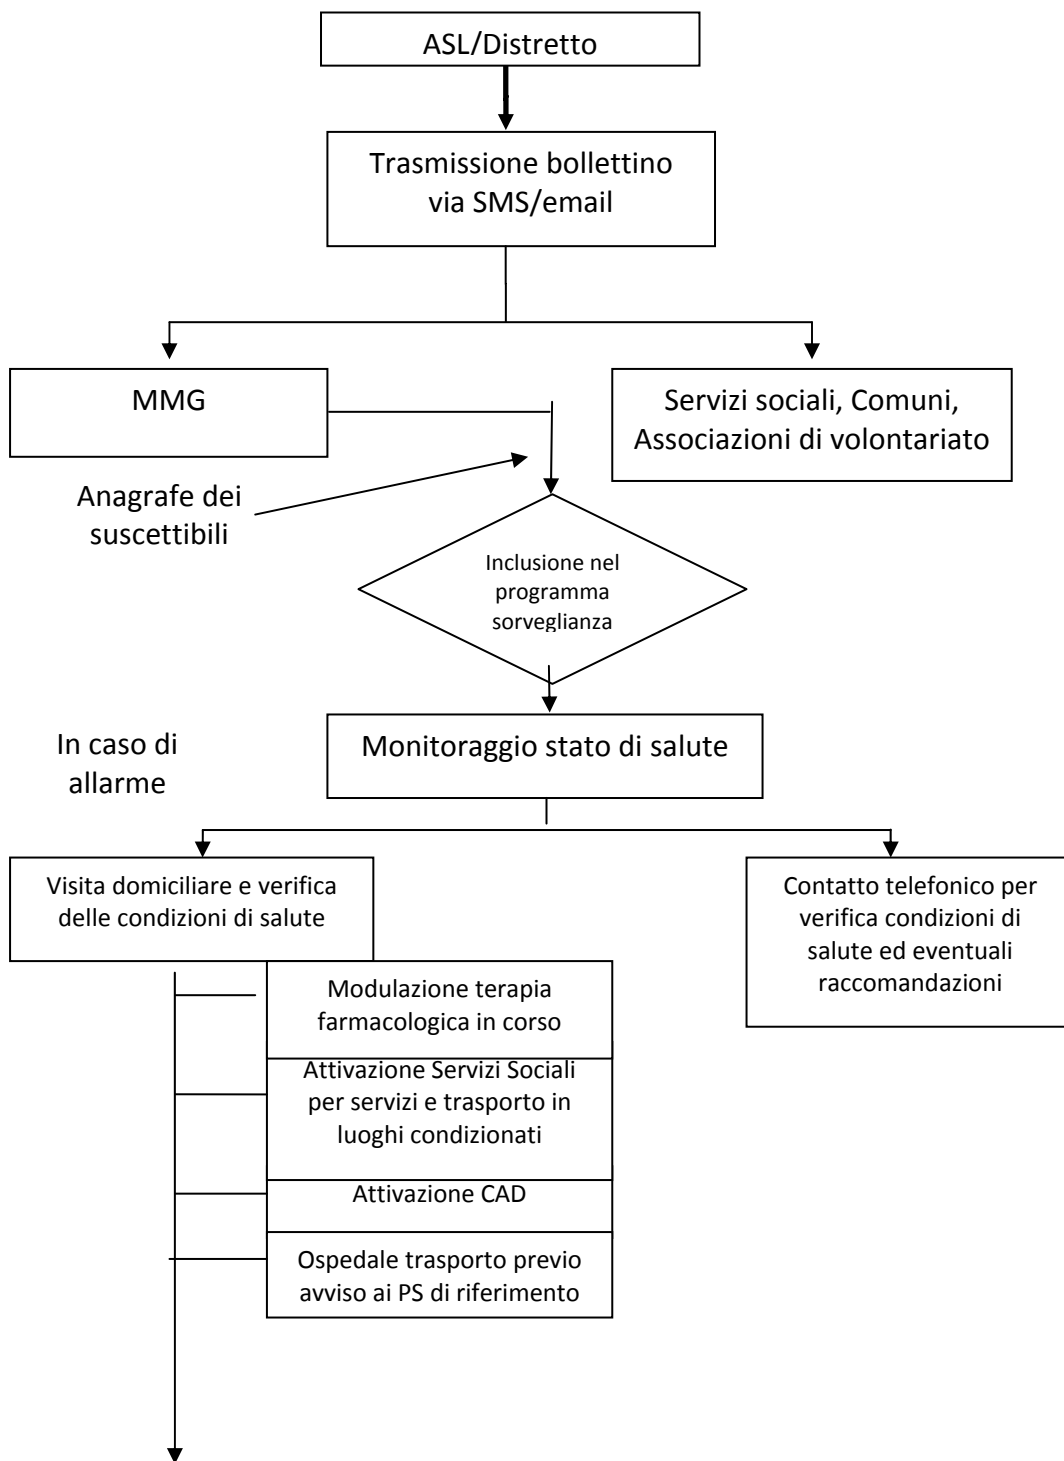 ASL/Distretto
Trasmissione bollettino
via SMS/email
MMG
Servizi sociali, Comuni,
Associazioni di volontariato
Anagrafe dei
suscettibili
Inclusione nel
programma
sorveglianza
Monitoraggio stato di salute
In caso di
allarme
Visita domiciliare e verifica
delle condizioni di salute
Contatto telefonico per
verifica condizioni di
salute ed eventuali
raccomandazioni
Modulazione terapia
farmacologica in corso
Attivazione Servizi Sociali
per servizi e trasporto in
luoghi condizionati
Attivazione CAD
Ospedale trasporto previo
avviso ai PS di riferimento